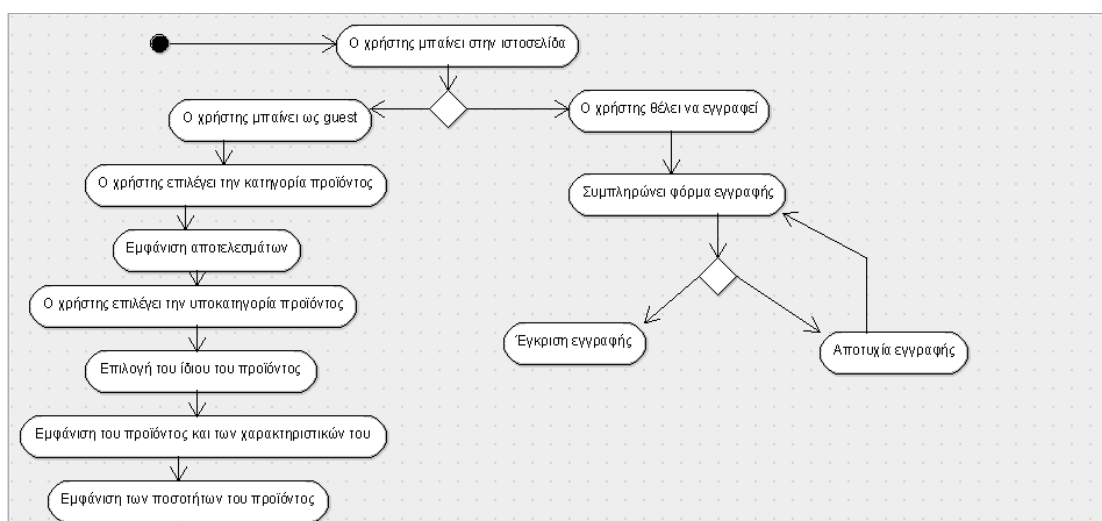 Ο χρήστης μπαίνει στην ιστοσελίδα
Ο χρήστης μπαίνει ως guest
Ο χρήστης θέλει να εγγραφεί
Ο χρήστης επιλέγει την κατηγορία προϊόντος
Συμπληρώνει φόρμα εγγραφής
Εμφάνιση αποτελεσμάτων
Ο χρήστης επιλέγει την υποκατηγορία προϊόντος
Έγκριση εγγραφής
Αποτυχία εγγραφής
Επιλογή του ίδιου του προϊόντος
Εμφάνιση του προϊόντος και των χαρακτηριστικών του
Εμφάνιση των ποσοτήτων του προϊόντος